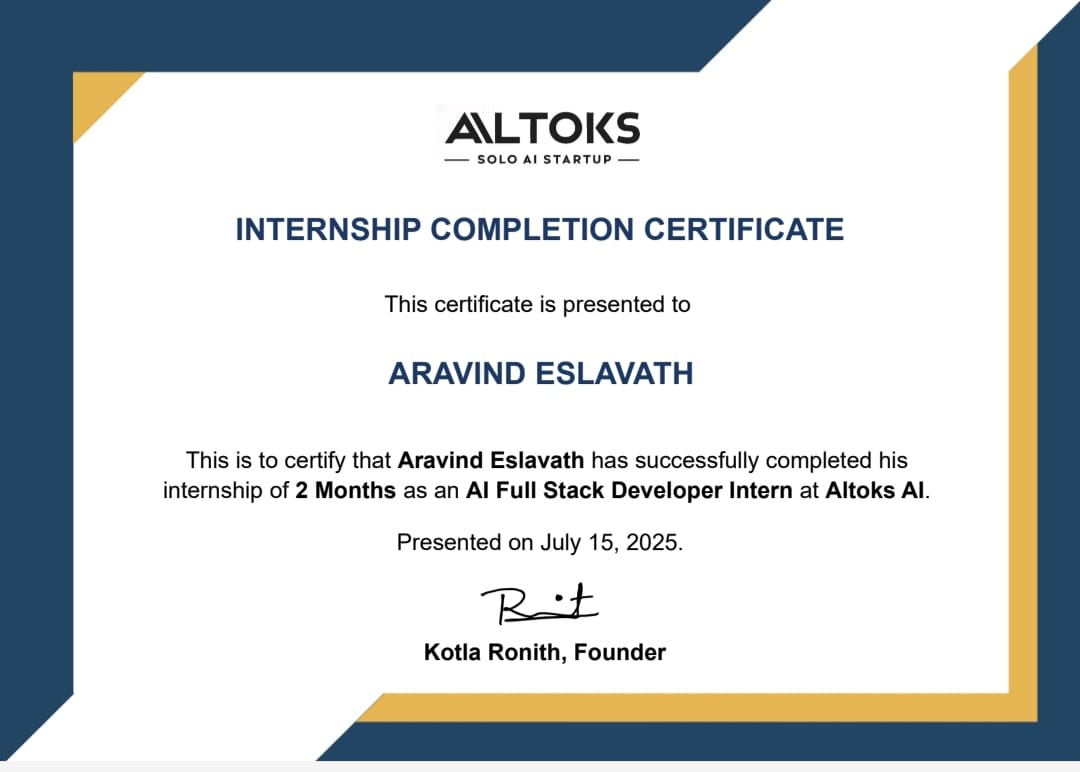 ALTOKS
SOLO AI STARTUP
INTERNSHIP COMPLETION CERTIFICATE
This certificate is presented to
ARAVIND ESLAVATH
This is to certify that Aravind Eslavath has successfully completed his
internship of 2 Months as an AI Full Stack Developer Intern at Altoks AI.
Presented on July 15, 2025.
Kotla Ronith, Founder